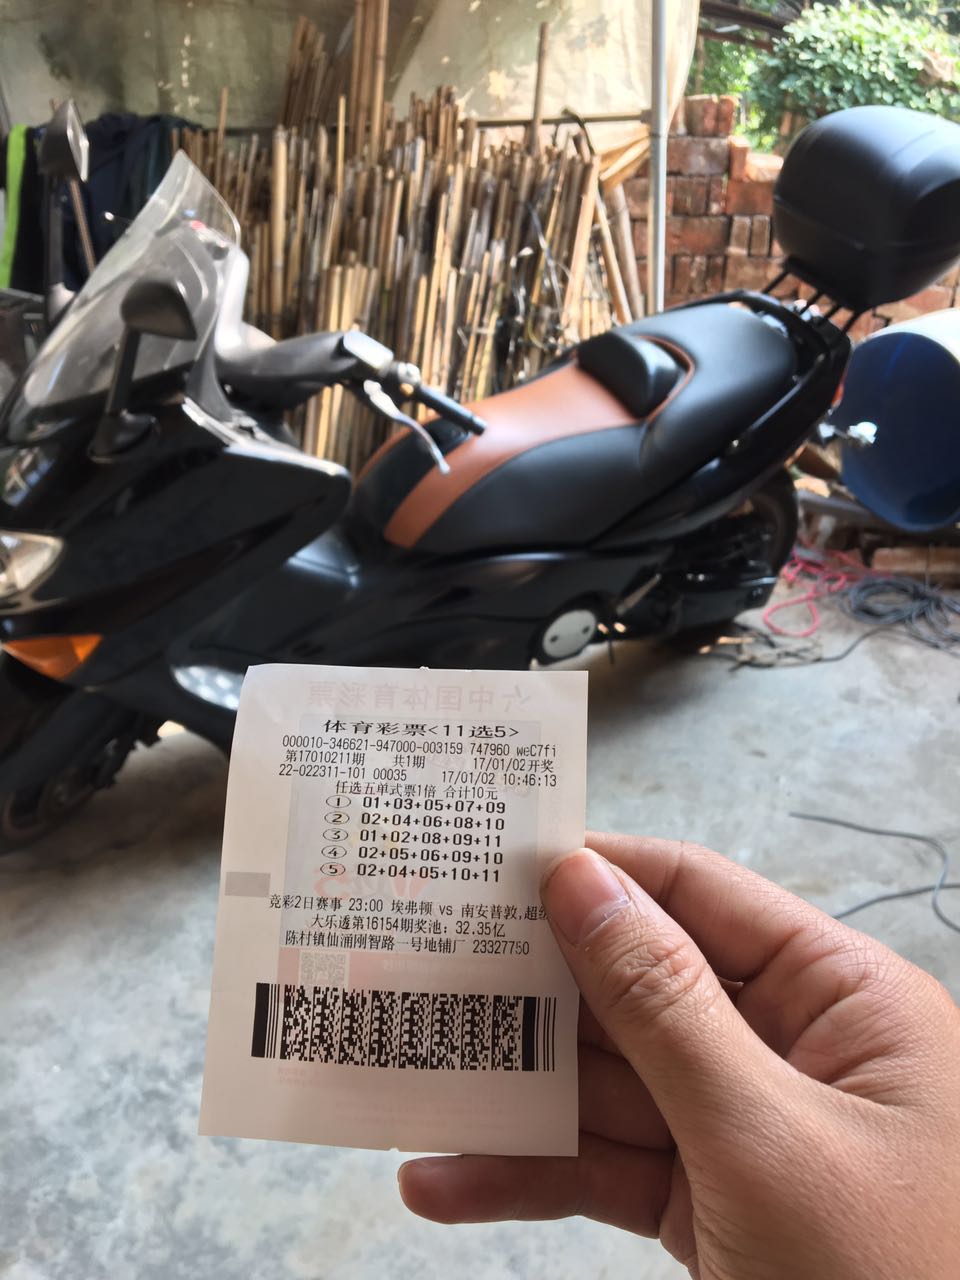 中国体育彩票
体育彩票<11选5>
000010-346621-947000-003159 747960 weC7fi
第17010211期 共1期 17/01/02开奖
22-022311-101 00035 17/01/02 10:46:13
任选五单式票1倍 合计10元
① 01+03+05+07+09
② 02+04+06+08+10
③ 01+02+08+09+11
④ 02+05+06+09+10
⑤ 02+04+05+10+11
竞彩2日赛事 23:00 埃弗顿 VS 南安普敦,超级
大乐透第16154期奖池: 32.35亿
陈村镇仙涌刚智路一号地铺厂 23327750